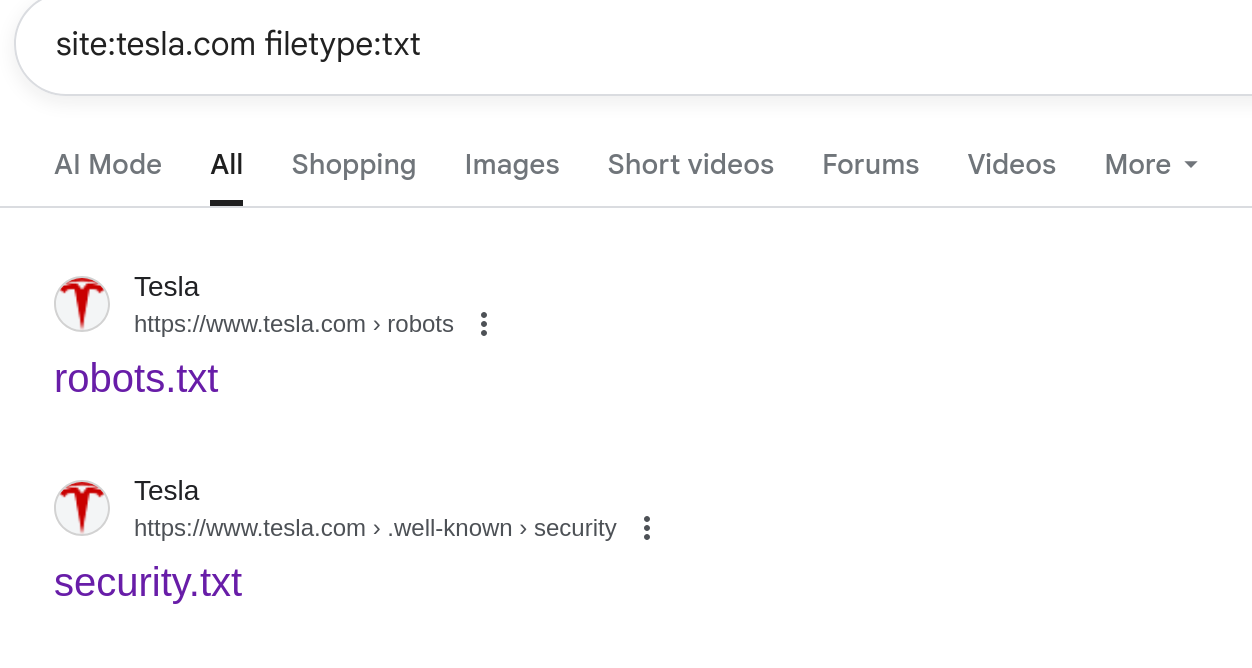 site:tesla.com filetype:txt
AI Mode All Shopping Images Short videos Forums Videos More
Tesla
https://www.tesla.com › robots
robots.txt
Tesla
https://www.tesla.com › .well-known › security
security.txt